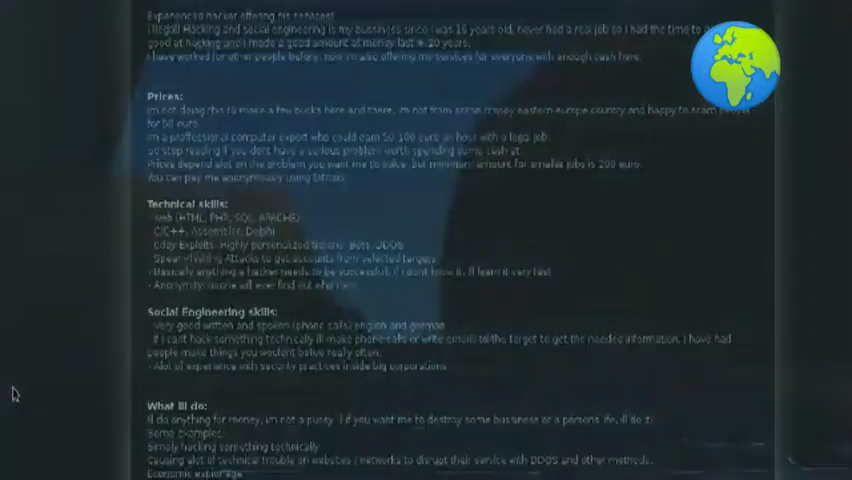 Experienced hacker offering his services!
(Illegal) Hacking and social engineering is my bussiness since i was 16 years old, never had a real job so i had the time to
good at hacking and i made a good amount of money last +-20 years.
I have worked for other people before, now im also offering my services for everyone with enough cash here.
Prices:
im not doing this to make a few bucks here and there, im not from some crappy eastern europe country and happy to scam people
for 50 euro.
im a proffessional computer expert who could earn 50-100 euro an hour with a legal job.
So stop reading if you dont have a serious problem worth spending some cash at.
Prices depend alot on the problem you want me to solve, but minimum amount for smaller jobs is 200 euro.
You can pay me anonymously using Bitcoin.
Technical skills:
- Web (HTML, PHP, SQL, APACHE)
- C/C++, Assembler, Delphi
- 0day Exploits, Highly personalized trojans, Bots, DDOS
- Spear Phishing Attacks to get accounts from selected targets
- Basically anything a hacker needs to be successful, if i dont know it, ill learn it very fast
- Anonymity: noone will ever find out who i am.
Social Engineering skills:
- Very good written and spoken (phone calls) english and german.
- If i cant hack something technically ill make phone calls or write emails to the target to get the needed information, i have had
people make things you wouldnt belive really often.
- Alot of experience with security practices inside big corporations.
What ill do:
Ill do anything for money, im not a pussy :) if you want me to destroy some bussiness or a persons life, ill do it!
Some examples:
Simply hacking something technically
Causing alot of technical trouble on websites / networks to disrupt their service with DDOS and other methods.
Economic espionage